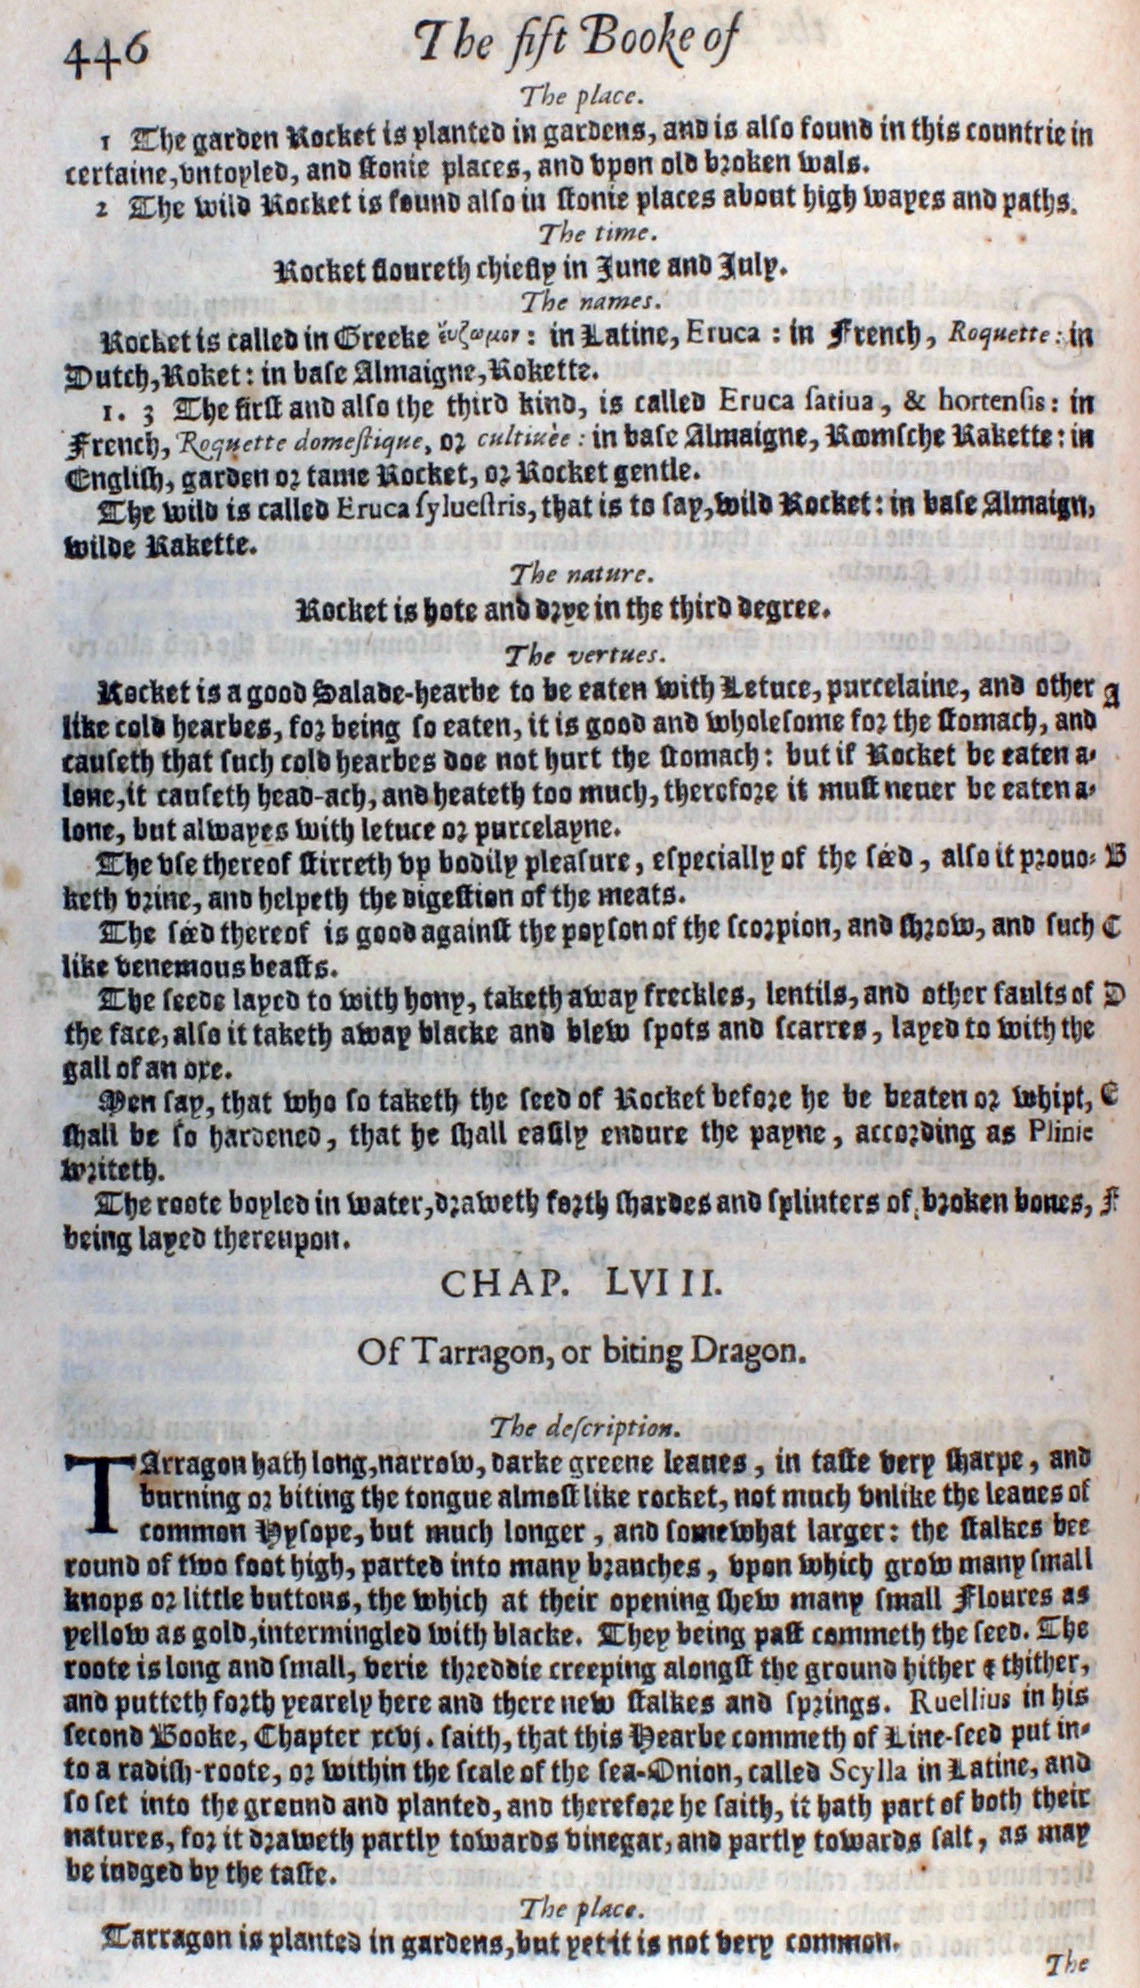 446 The fift Booke of
The place.
1 The garden Rocket is planted in gardens, and is alſo found in this countrie in
certaine, vntoyled, and ſtonie places, and vpon old broken wals.
2 The wild Rocket is found alſo in ſtonie places about high wayes and paths.
The time.
Rocket floureth chiefly in June and July.
The names.
Rocket is called in Greeke ἔυζωμον: in Latine, Eruca : in French, Roquette: in
Dutch, Roket: in baſe Almaigne, Rokette.
1. 3 The firſt and alſo the third kind, is called Eruca ſatiua, & hortenſis: in
French, Roquette domeſtique, or cultiuèe: in baſe Almaigne, Roomſche Rakette: in
Engliſh, garden or tame Rocket, or Rocket gentle.
The wild is called Eruca ſylueſtris, that is to ſay, wild Rocket: in baſe Almaign,
wilde Rakette.
The nature.
Rocket is hote and drye in the third degree.
The vertues.
Rocket is a good Salade-hearbe to be eaten with Letuce, purcelaine, and other A
like cold hearbes, for being ſo eaten, it is good and wholeſome for the ſtomach, and
cauſeth that ſuch cold hearbes doe not hurt the ſtomach: but if Rocket be eaten a-
lone, it cauſeth head-ach, and heateth too much, therefore it muſt neuer be eaten a-
lone, but alwayes with letuce or purcelayne.
The vſe thereof ſtirreth vp bodily pleaſure, eſpecially of the ſeed, alſo it prouo- B
keth vrine, and helpeth the digeſtion of the meats.
The ſeed thereof is good againſt the poyſon of the ſcorpion, and ſhrow, and ſuch C
like venemous beaſts.
The ſeede layed to with hony, taketh away freckles, lentils, and other faults of D
the face, alſo it taketh away blacke and blew ſpots and ſcarres, layed to with the
gall of an oxe.
Men ſay, that who ſo taketh the ſeed of Rocket before he be beaten or whipt, E
ſhall be ſo hardened, that he ſhall eaſily endure the payne, according as Plinie
writeth.
The roote boyled in water, draweth forth ſhardes and ſplinters of broken bones, F
being layed thereupon.
CHAP. LVIII.
Of Tarragon, or biting Dragon.
The deſcription.
TArragon hath long, narrow, darke greene leaues, in taſte very ſharpe, and
burning or biting the tongue almoſt like rocket, not much vnlike the leaues of
common Hyſope, but much longer, and ſomewhat larger: the ſtalkes bee
round of two foot high, parted into many branches, vpon which grow many ſmall
knops or little buttons, the which at their opening ſhew many ſmall Floures as
yellow as gold, intermingled with blacke. They being paſt commeth the ſeed. The
roote is long and ſmall, verie threddie creeping alongſt the ground hither & thither,
and putteth forth yearely here and there new ſtalkes and ſprings. Ruellius in his
ſecond Booke, Chapter xcvj. ſaith, that this Hearbe commeth of Line-ſeed put in-
to a radiſh-roote, or within the ſcale of the ſea-Onion, called Scylla in Latine, and
ſo ſet into the ground and planted, and therefore he ſaith, it hath part of both their
natures, for it draweth partly towards vinegar, and partly towards ſalt, as may
be iudged by the taſte.
The place.
Tarragon is planted in gardens, but yet it is not very common.
The